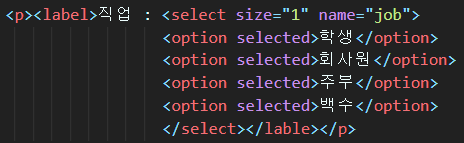 <p><label>직업 : <select size="1" name="job">
<option selected>학생</option>
<option selected>회사원</option>
<option selected>주부</option>
<option selected>백수</option>
</select></lable></p>